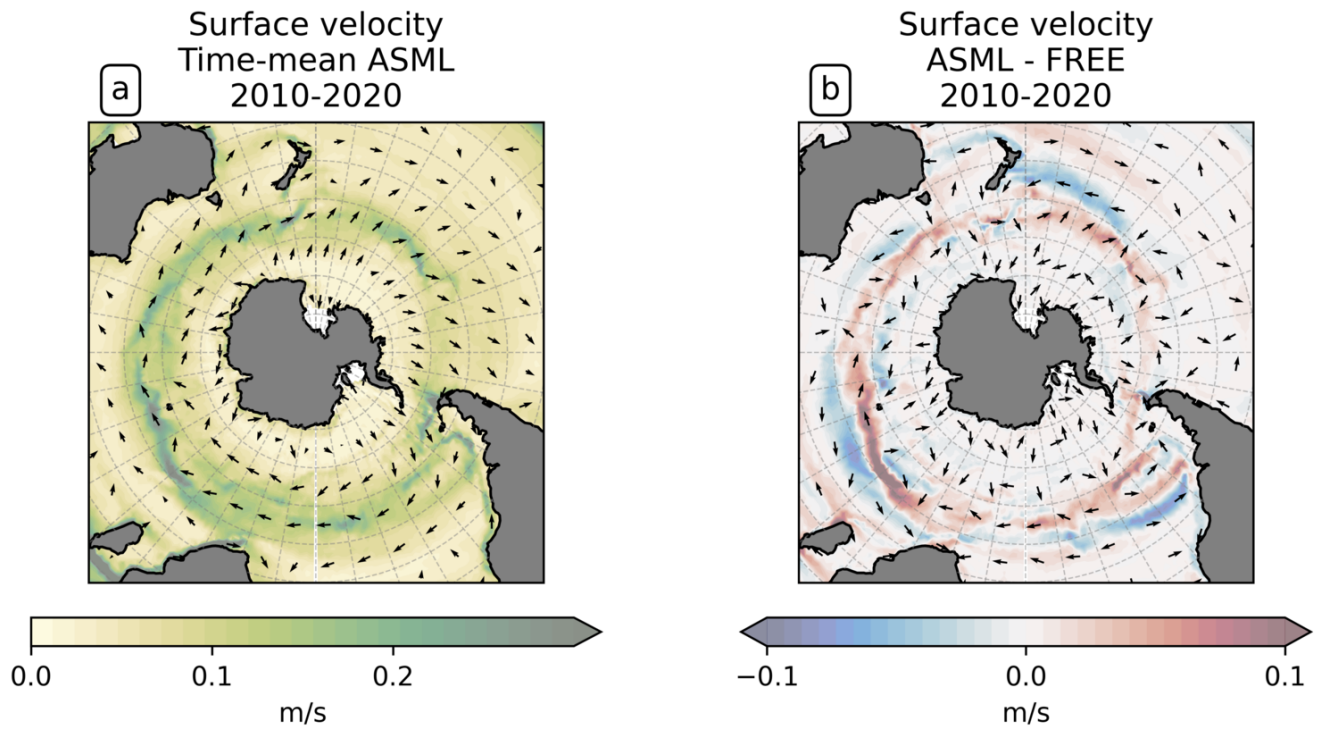 Surface velocity
Time-mean ASML
a 2010-2020
0.0 0.1 0.2
m/s
Surface velocity
ASML - FREE
b 2010-2020
−0.1 0.0 0.1
m/s